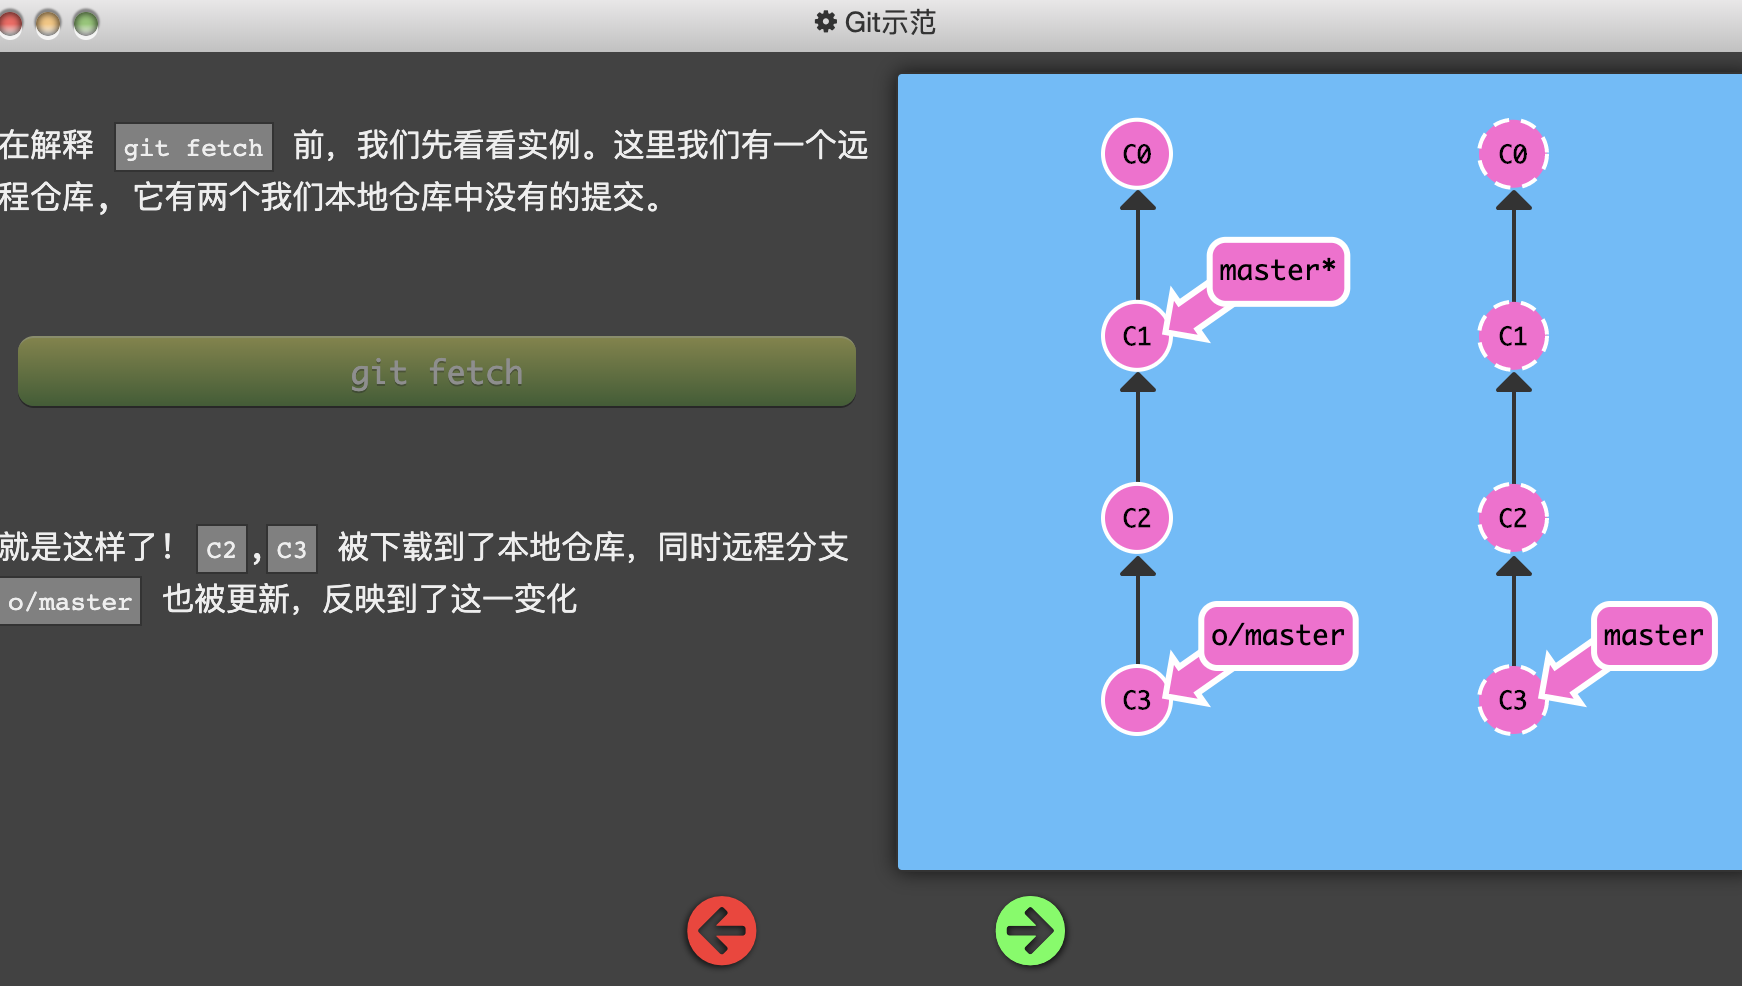 Git示范
在解释 git fetch 前，我们先看看实例。这里我们有一个远
程仓库，它有两个我们本地仓库中没有的提交。
git fetch
就是这样了！ C2 ,C3 被下载到了本地仓库，同时远程分支
o/master 也被更新，反映到了这一变化
C0
C0
master*
C1
C1
C2
C2
o/master
master
C3
C3